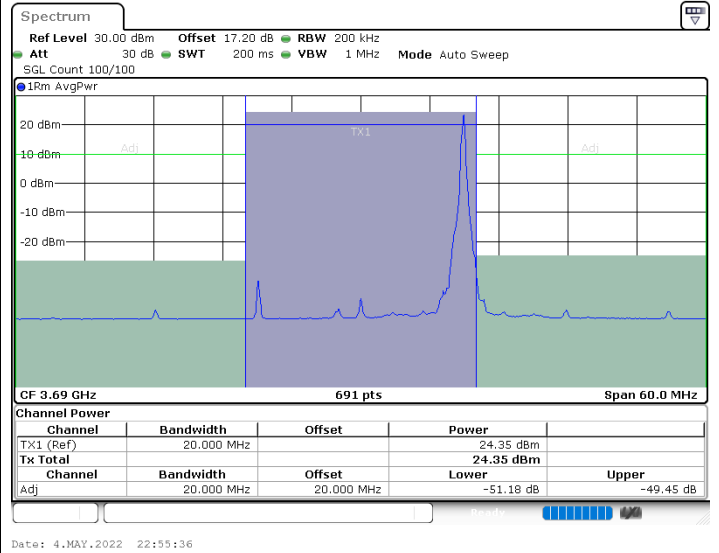 Spectrum
Ref Level 30.00 dBm Offset 17.20 dB RBW 200 kHz
Att 30 dB SWT 200 ms VBW 1 MHz Mode Auto Sweep
SGL Count 100/100
1Rm AvgPwr
20 dBm
TX1
Adj
Adj
10 dBm
0 dBm
-10 dBm
-20 dBm
CF 3.69 GHz 691 pts Span 60.0 MHz
Channel Power
Channel Bandwidth Offset Power
TX1 (Ref) 20.000 MHz 24.35 dBm
Tx Total 24.35 dBm
Channel Bandwidth Offset Lower Upper
Adj 20.000 MHz 20.000 MHz -51.18 dB -49.45 dB
Ready
Date: 4.MAY.2022 22:55:36